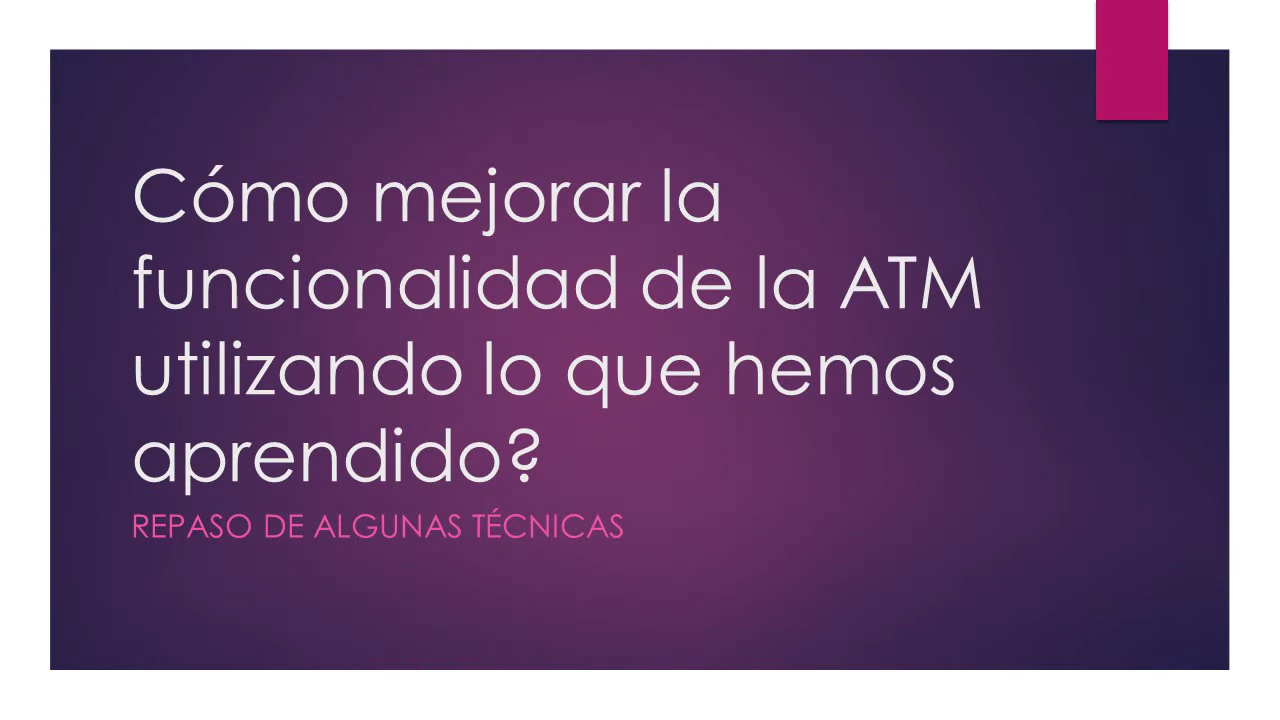 Cómo mejorar la
funcionalidad de la ATM
utilizando lo que hemos
aprendido?
REPASO DE ALGUNAS TÉCNICAS